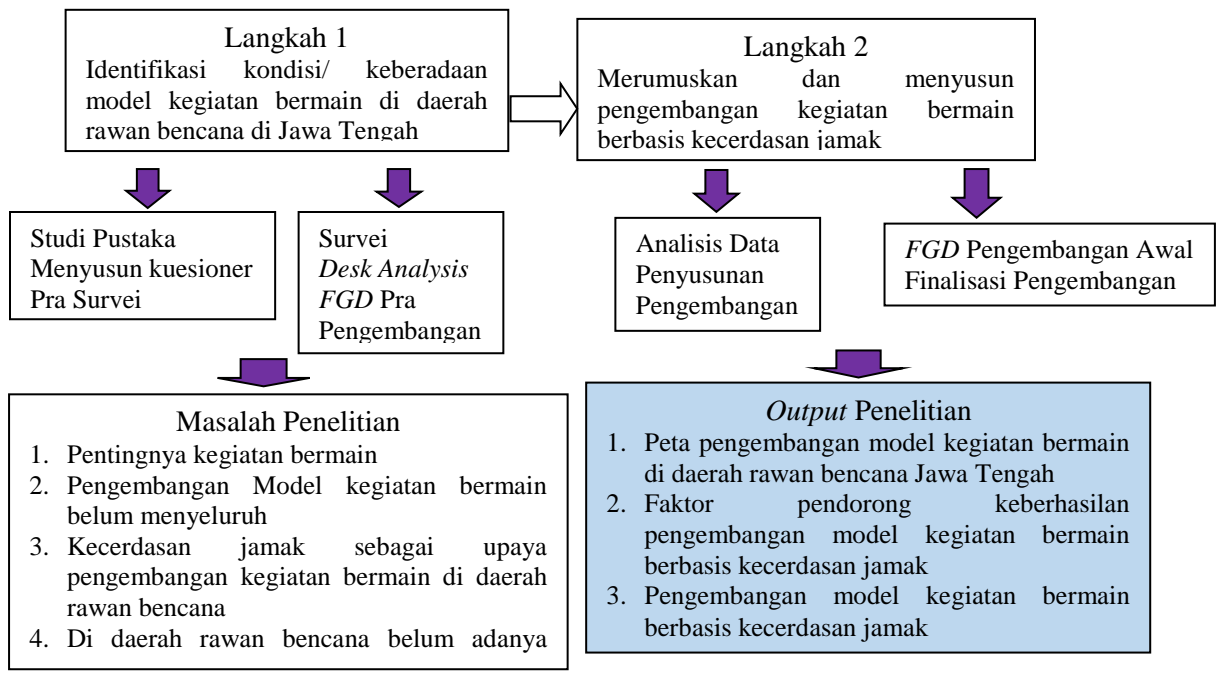 Langkah 1
Identifikasi kondisi/ keberadaan
model kegiatan bermain di daerah
rawan bencana di Jawa Tengah
Langkah 2
Merumuskan dan menyusun
pengembangan kegiatan bermain
berbasis kecerdasan jamak
Studi Pustaka
Menyusun kuesioner
Pra Survei
Survei
Desk Analysis
FGD Pra
Pengembangan
Analisis Data
Penyusunan
Pengembangan
FGD Pengembangan Awal
Finalisasi Pengembangan
Masalah Penelitian
1. Pentingnya kegiatan bermain
2. Pengembangan Model kegiatan bermain
belum menyeluruh
3. Kecerdasan jamak sebagai upaya
pengembangan kegiatan bermain di daerah
rawan bencana
4. Di daerah rawan bencana belum adanya
Output Penelitian
1. Peta pengembangan model kegiatan bermain
di daerah rawan bencana Jawa Tengah
2. Faktor pendorong keberhasilan
pengembangan model kegiatan bermain
berbasis kecerdasan jamak
3. Pengembangan model kegiatan bermain
berbasis kecerdasan jamak